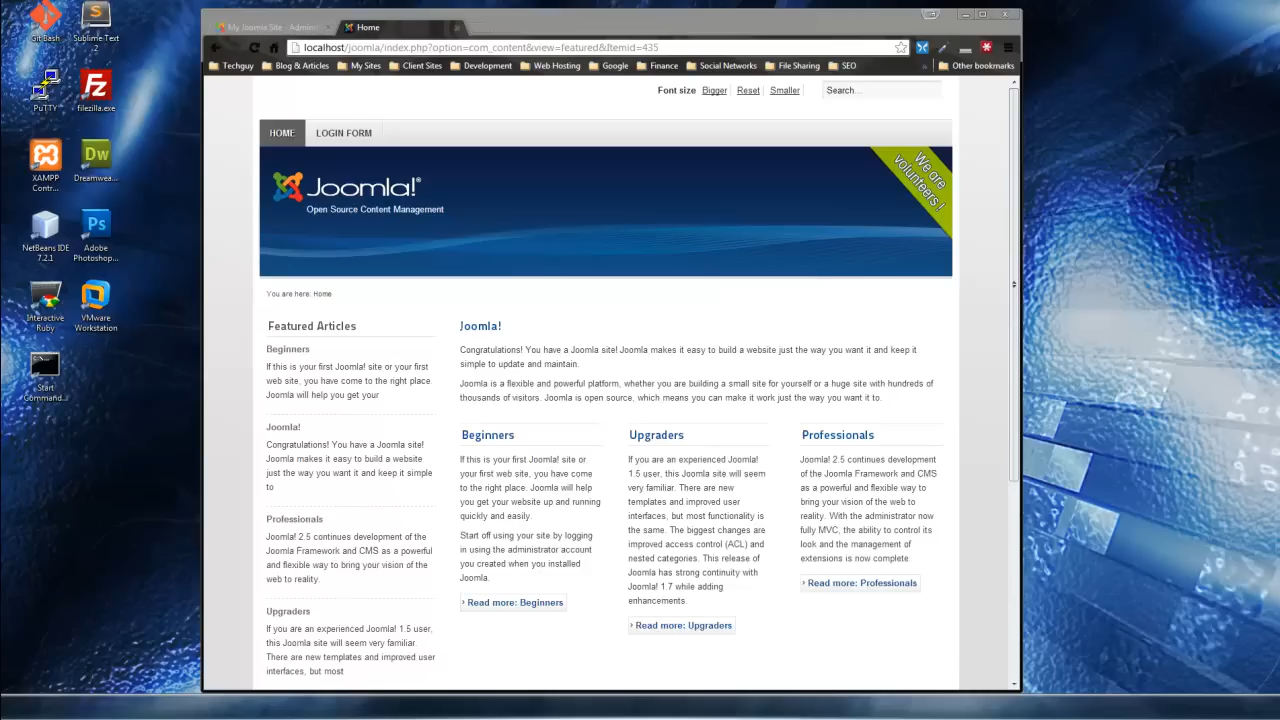 Git Bash
Sublime Text
2
PuTTY
filezilla.exe
XAMPP
Contr...
Dreamwea...
NetBeans IDE
7.2.1
Adobe
Photoshop...
Interactive
Ruby
VMware
Workstation
Start
Command...
My Joomla Site - Admini
Home
localhost/joomla/index.php?option=com_content&view=featured&Itemid=435
Techguy
Blog & Articles
My Sites
Client Sites
Development
Web Hosting
Google
Finance
Social Networks
File Sharing
SEO
Other bookmarks
Font size Bigger Reset Smaller
Search...
HOME LOGIN FORM
Joomla!®
Open Source Content Management
We are
volunteers !
You are here: Home
Featured Articles
Beginners
If this is your first Joomla! site or your first
web site, you have come to the right place
Joomla will help you get your
Joomla!
Congratulations! You have a Joomla site!
Joomla makes it easy to build a website
just the way you want it and keep it simple
to
Professionals
Joomla! 2.5 continues development of the
Joomla Framework and CMS as a powerful
and flexible way to bring your vision of the
web to reality.
Upgraders
If you are an experienced Joomla! 1.5 user,
this Joomla site will seem very familiar.
There are new templates and improved user
interfaces, but most
Joomla!
Congratulations! You have a Joomla site! Joomla makes it easy to build a website just the way you want it and keep it
simple to update and maintain.
Joomla is a flexible and powerful platform, whether you are building a small site for yourself or a huge site with hundreds of
thousands of visitors. Joomla is open source, which means you can make it work just the way you want it to.
Beginners
If this is your first Joomla! site or
your first web site, you have come
to the right place. Joomla will help
you get your website up and running
quickly and easily.
Start off using your site by logging
in using the administrator account
you created when you installed
Joomla.
Read more: Beginners
Upgraders
If you are an experienced Joomla!
1.5 user, this Joomla site will seem
very familiar. There are new
templates and improved user
interfaces, but most functionality is
the same. The biggest changes are
improved access control (ACL) and
nested categories. This release of
Joomla has strong continuity with
Joomla! 1.7 while adding
enhancements.
Read more: Upgraders
Professionals
Joomla! 2.5 continues development
of the Joomla Framework and CMS
as a powerful and flexible way to
bring your vision of the web to
reality. With the administrator now
fully MVC, the ability to control its
look and the management of
extensions is now complete.
Read more: Professionals